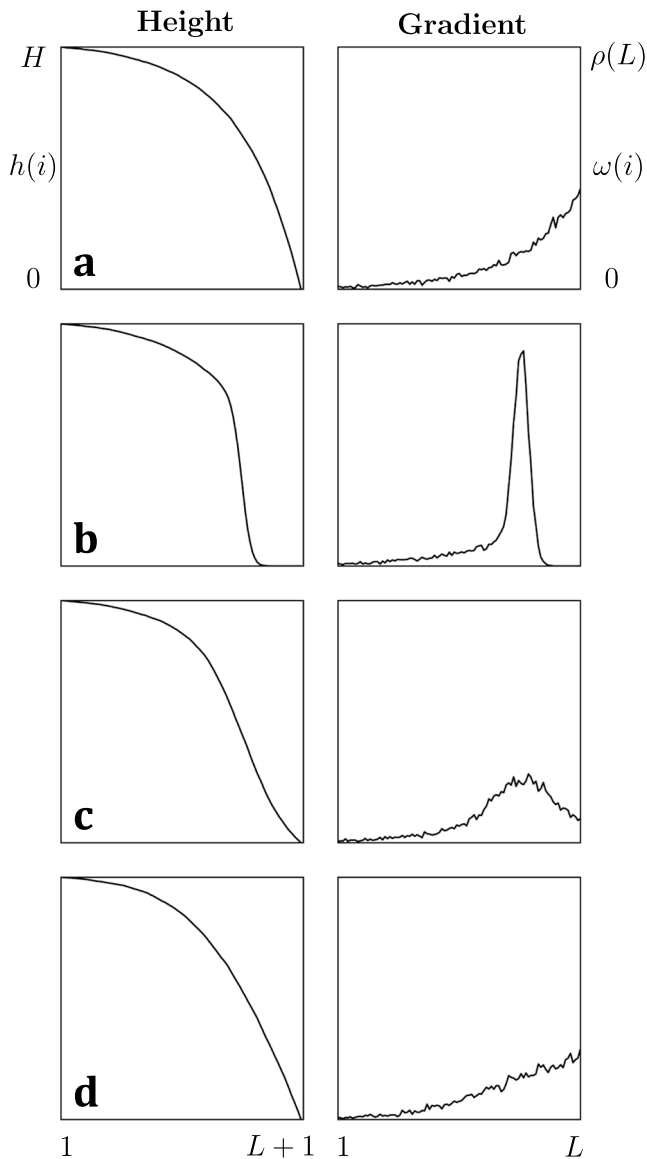 Height Gradient
H ρ(L)
h(i) ω(i)
0 a 0
b
c
d
1 L + 1 1 L